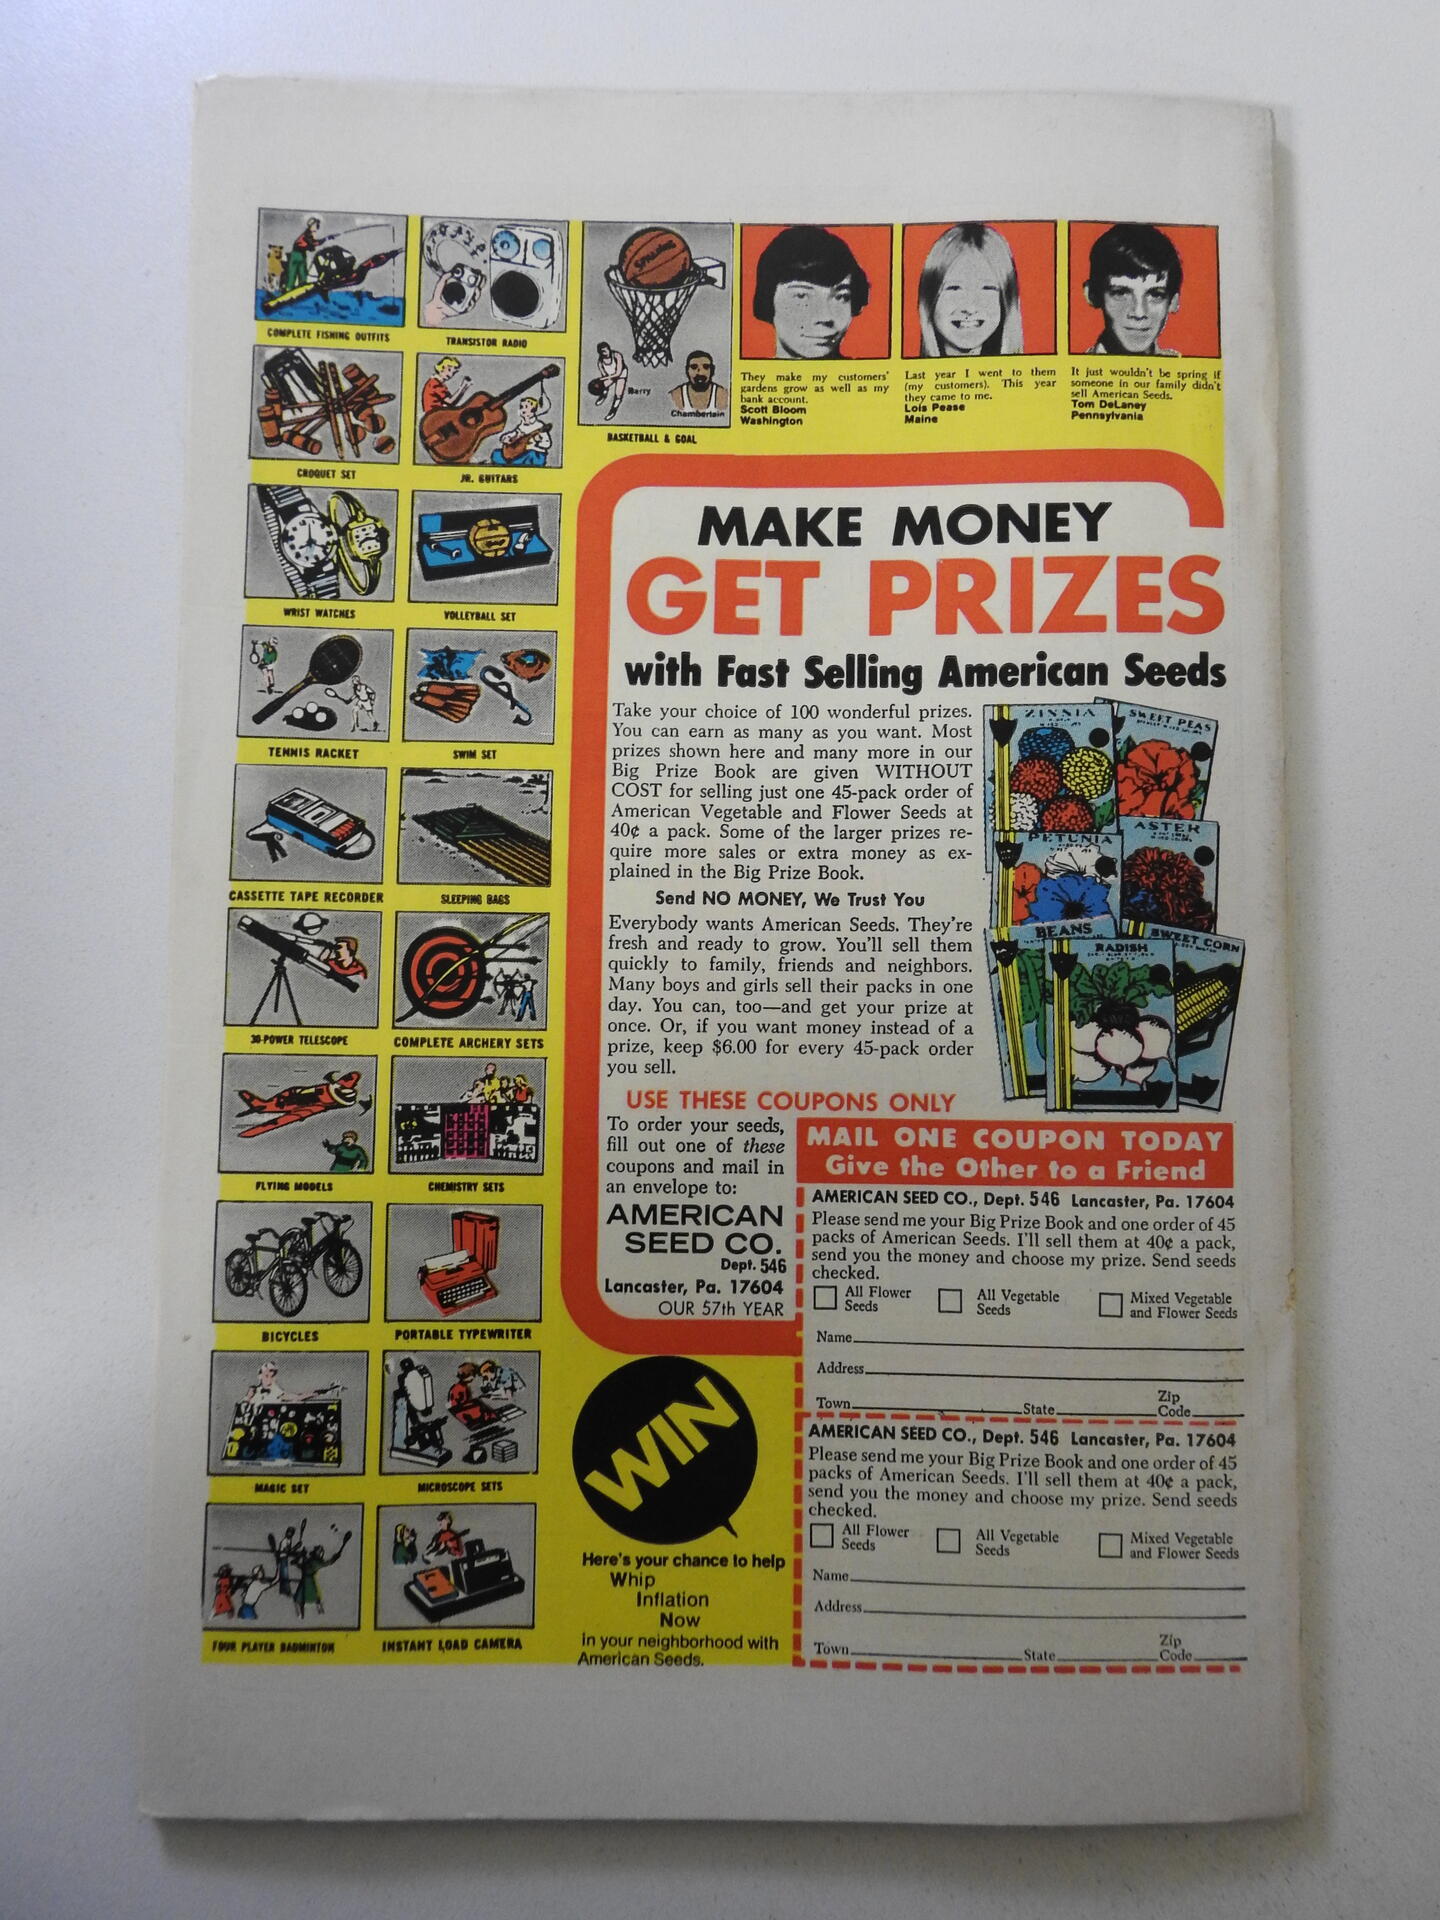 COMPLETE FISHING OUTFITS
TRANSISTOR RADIO
SPALDING
Barry
Chamberlain
BASKETBALL & GOAL
CROQUET SET
JR. GUITARS
WRIST WATCHES
VOLLEYBALL SET
TENNIS RACKET
SWIM SET
CASSETTE TAPE RECORDER
SLEEPING BAGS
30-POWER TELESCOPE
COMPLETE ARCHERY SETS
FLYING MODELS
CHEMISTRY SETS
BICYCLES
PORTABLE TYPEWRITER
MAGIC SET
MICROSCOPE SETS
FOUR PLAYER BADMINTON
INSTANT LOAD CAMERA
They make my customers'
gardens grow as well as my
bank account.
Scott Bloom
Washington
Last year I went to them
(my customers). This year
they came to me.
Lois Pease
Maine
It just wouldn't be spring if
someone in our family didn't
sell American Seeds.
Tom DeLaney
Pennsylvania
MAKE MONEY
GET PRIZES
with Fast Selling American Seeds
Take your choice of 100 wonderful prizes.
You can earn as many as you want. Most
prizes shown here and many more in our
Big Prize Book are given WITHOUT
COST for selling just one 45-pack order of
American Vegetable and Flower Seeds at
40¢ a pack. Some of the larger prizes re-
quire more sales or extra money as ex-
plained in the Big Prize Book.
Send NO MONEY, We Trust You
Everybody wants American Seeds. They're
fresh and ready to grow. You'll sell them
quickly to family, friends and neighbors.
Many boys and girls sell their packs in one
day. You can, too—and get your prize at
once. Or, if you want money instead of a
prize, keep $6.00 for every 45-pack order
you sell.
ZINNIA
SWEET PEAS
PETUNIA
ASTER
BEANS
RADISH
SWEET CORN
USE THESE COUPONS ONLY
To order your seeds,
fill out one of these
coupons and mail in
an envelope to:
AMERICAN
SEED CO.
Dept. 546
Lancaster, Pa. 17604
OUR 57th YEAR
MAIL ONE COUPON TODAY
Give the Other to a Friend
AMERICAN SEED CO., Dept. 546 Lancaster, Pa. 17604
Please send me your Big Prize Book and one order of 45
packs of American Seeds. I'll sell them at 40¢ a pack,
send you the money and choose my prize. Send seeds
checked.
All Flower Seeds
All Vegetable Seeds
Mixed Vegetable and Flower Seeds
Name
Address
Town State Zip Code
AMERICAN SEED CO., Dept. 546 Lancaster, Pa. 17604
Please send me your Big Prize Book and one order of 45
packs of American Seeds. I'll sell them at 40¢ a pack,
send you the money and choose my prize. Send seeds
checked.
All Flower Seeds
All Vegetable Seeds
Mixed Vegetable and Flower Seeds
Name
Address
Town State Zip Code
WIN
Here's your chance to help
Whip
Inflation
Now
in your neighborhood with
American Seeds.